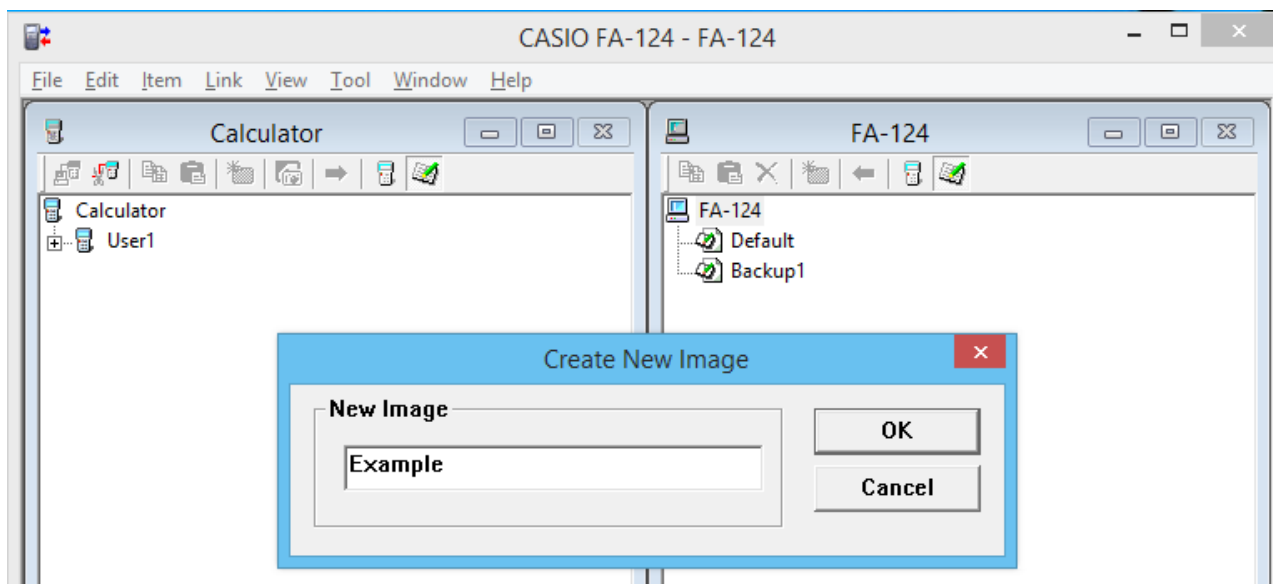 CASIO FA-124 - FA-124
File Edit Item Link View Tool Window Help
Calculator
FA-124
Calculator
User1
FA-124
Default
Backup1
Create New Image
New Image
Example
OK
Cancel